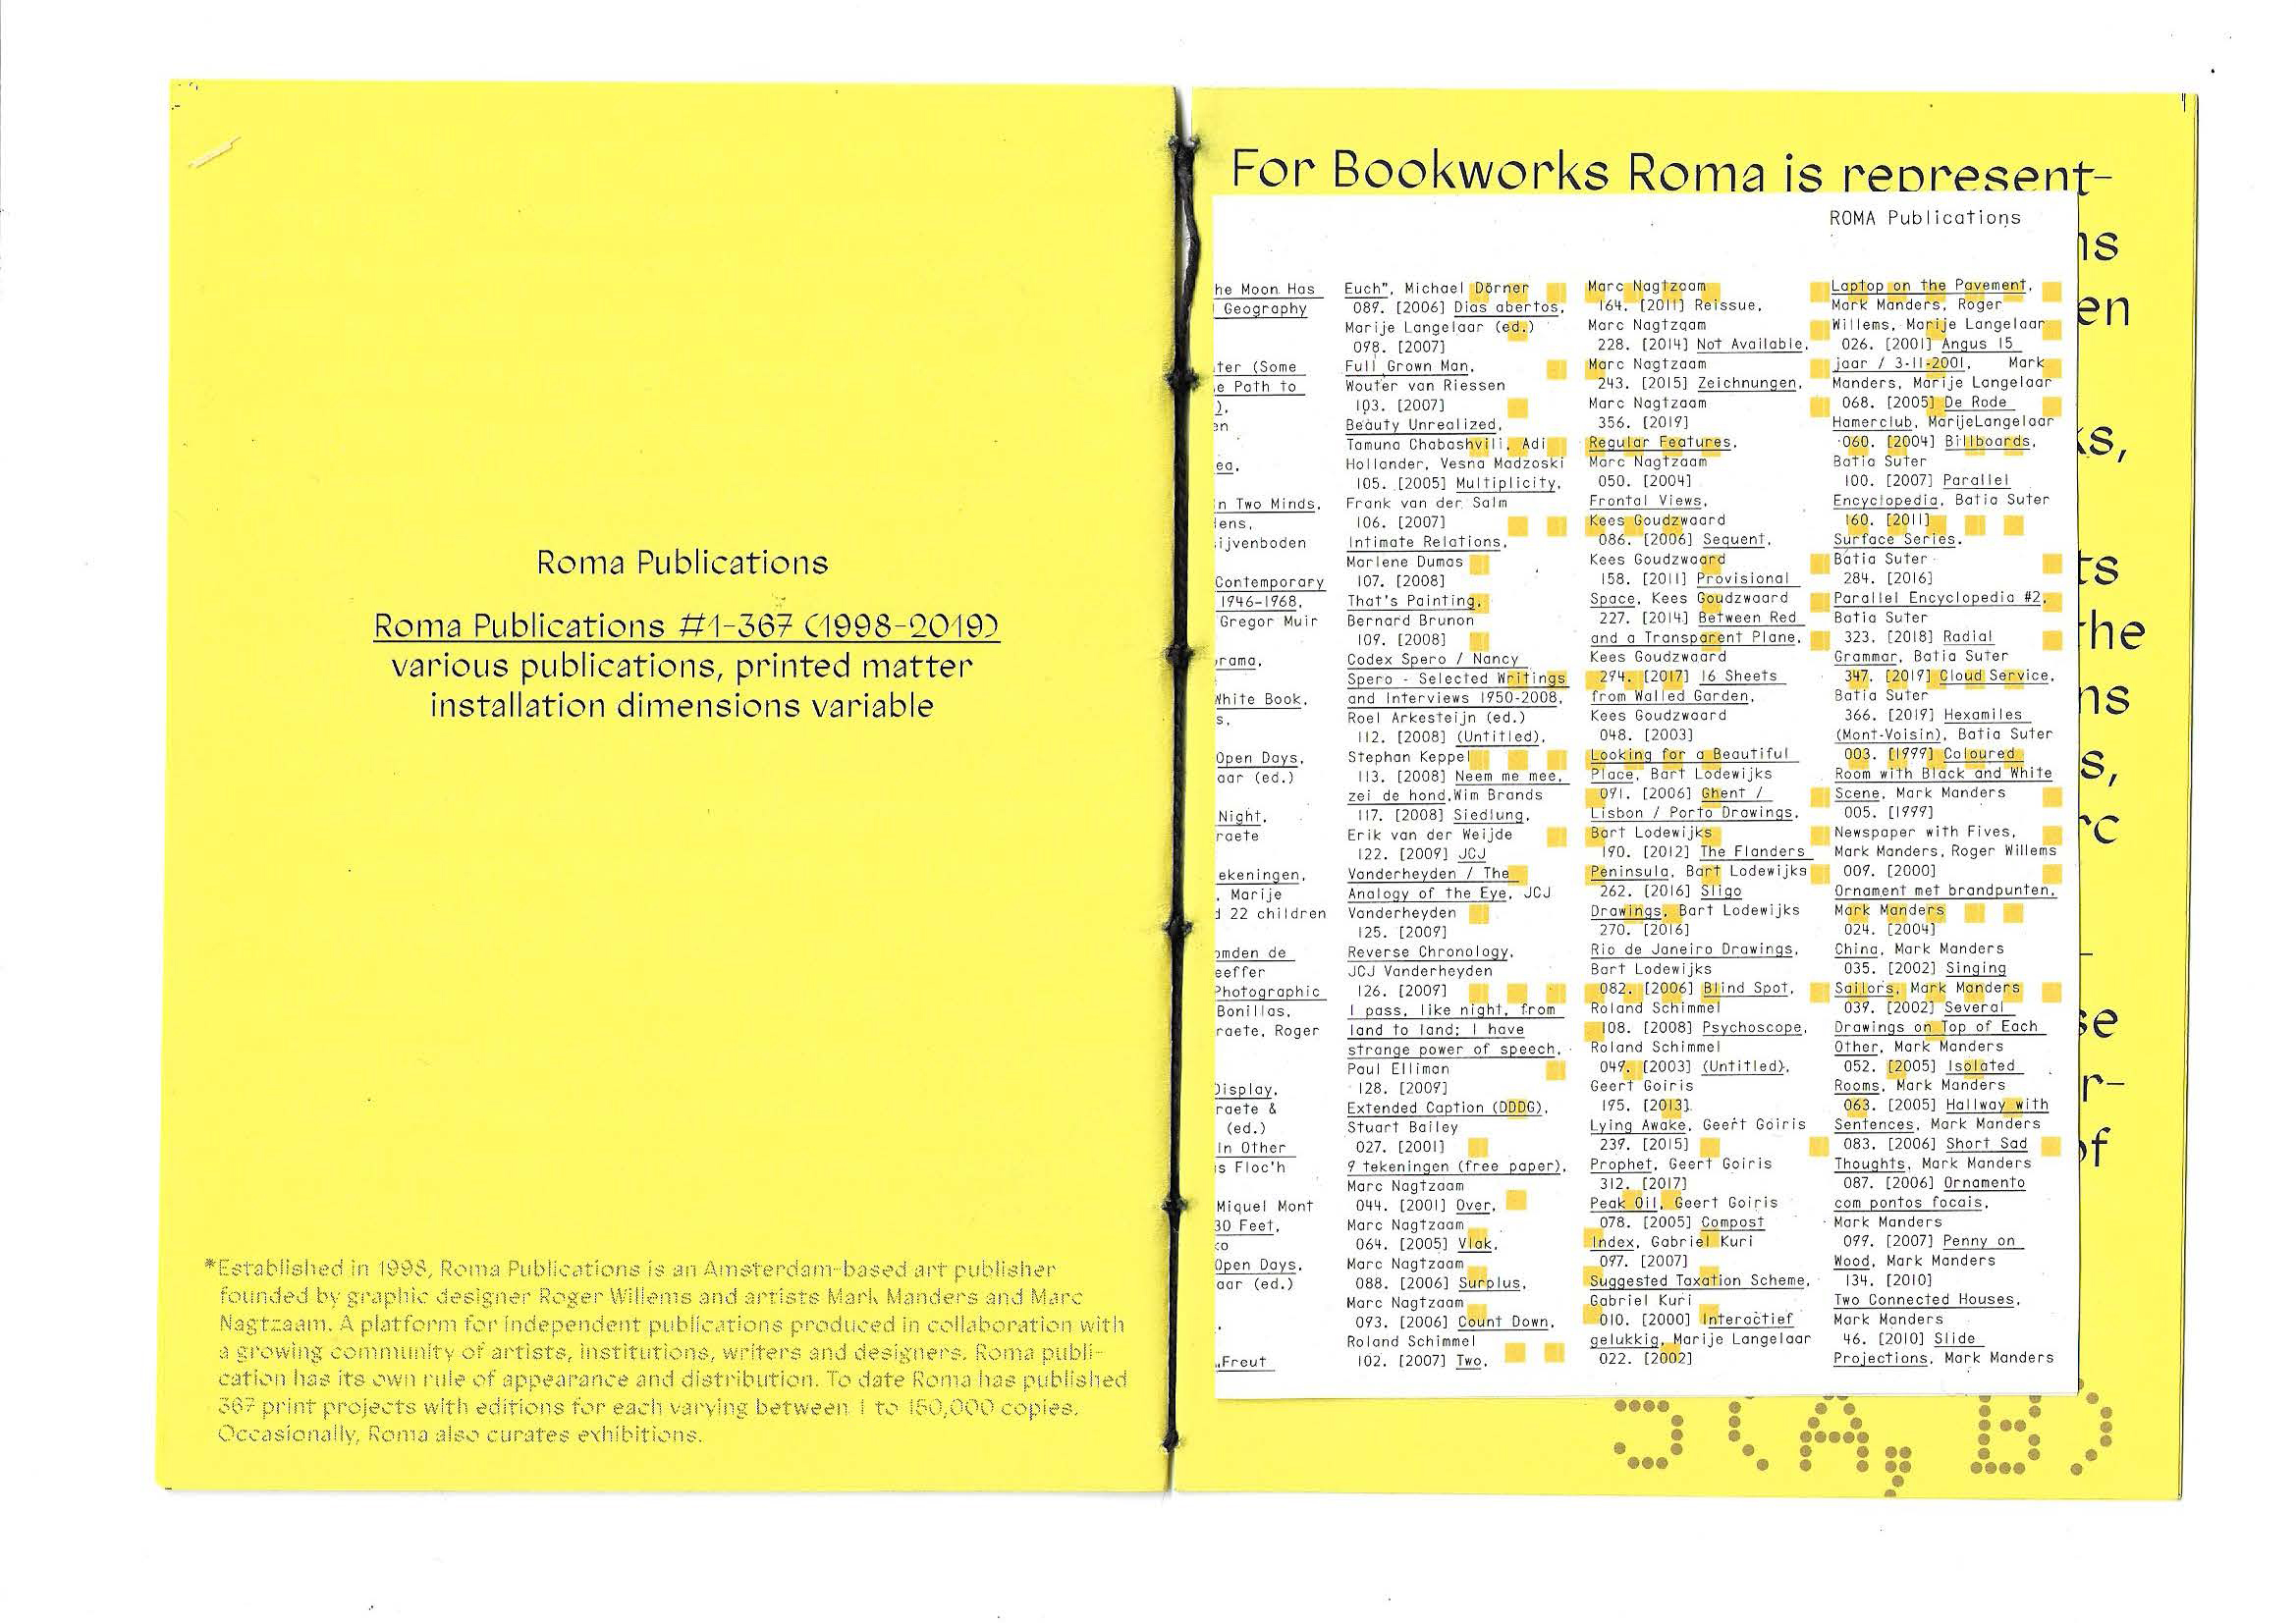 Roma Publications
Roma Publications #1-367 (1998-2019)
various publications, printed matter
installation dimensions variable
*Established in 1998, Roma Publications is an Amsterdam-based art publisher
founded by graphic designer Roger Willems and artists Mark Manders and Marc
Nagtzaam. A platform for independent publications produced in collaboration with
a growing community of artists, institutions, writers and designers. Roma publi-
cation has its own rule of appearance and distribution. To date Roma has published
367 print projects with editions for each varying between 1 to 150,000 copies.
Occasionally, Roma also curates exhibitions.
For Bookworks Roma is represent-
ROMA Publications
he Moon Has
Geography
ter (Some
e Path to
),
en
ea,
n Two Minds,
lens,
ijvenboden
Contemporary
1946-1968,
Gregor Muir
rama,
White Book,
s,
Open Days,
aar (ed.)
Night,
raete
ekeningen,
, Marije
d 22 children
omden de
eeffer
Photographic
Bonillas,
raete, Roger
Display,
raete &
(ed.)
In Other
s Floc'h
Miquel Mont
30 Feet,
co
Open Days,
aar (ed.)
.
„Freut
Euch", Michael Dörner
089. [2006] Dias abertos,
Marije Langelaar (ed.)
098. [2007]
Full Grown Man,
Wouter van Riessen
103. [2007]
Beauty Unrealized,
Tamuna Chabashvili, Adi
Hollander, Vesna Madzoski
105. [2005] Multiplicity,
Frank van der Salm
106. [2007]
Intimate Relations,
Marlene Dumas
107. [2008]
That's Painting,
Bernard Brunon
109. [2008]
Codex Spero / Nancy
Spero - Selected Writings
and Interviews 1950-2008,
Roel Arkesteijn (ed.)
112. [2008] (Untitled),
Stephan Keppel
113. [2008] Neem me mee,
zei de hond,Wim Brands
117. [2008] Siedlung,
Erik van der Weijde
122. [2009] JCJ
Vanderheyden / The
Analogy of the Eye, JCJ
Vanderheyden
125. [2009]
Reverse Chronology,
JCJ Vanderheyden
126. [2009]
I pass, like night, from
land to land; I have
strange power of speech,
Paul Elliman
128. [2009]
Extended Caption (DDDG),
Stuart Bailey
027. [2001]
9 tekeningen (free paper),
Marc Nagtzaam
044. [2001] Over,
Marc Nagtzaam
064. [2005] Vlak,
Marc Nagtzaam
088. [2006] Surplus,
Marc Nagtzaam
093. [2006] Count Down,
Roland Schimmel
102. [2007] Two,
Marc Nagtzaam
164. [2011] Reissue,
Marc Nagtzaam
228. [2014] Not Available,
Marc Nagtzaam
243. [2015] Zeichnungen,
Marc Nagtzaam
356. [2019]
Regular Features,
Marc Nagtzaam
050. [2004]
Frontal Views,
Kees Goudzwaard
086. [2006] Sequent,
Kees Goudzwaard
158. [2011] Provisional
Space, Kees Goudzwaard
227. [2014] Between Red
and a Transparent Plane,
Kees Goudzwaard
294. [2017] 16 Sheets
from Walled Garden,
Kees Goudzwaard
048. [2003]
Looking for a Beautiful
Place, Bart Lodewijks
091. [2006] Ghent /
Lisbon / Porto Drawings,
Bart Lodewijks
190. [2012] The Flanders
Peninsula, Bart Lodewijks
262. [2016] Sligo
Drawings, Bart Lodewijks
270. [2016]
Rio de Janeiro Drawings,
Bart Lodewijks
082. [2006] Blind Spot,
Roland Schimmel
108. [2008] Psychoscope,
Roland Schimmel
049. [2003] (Untitled),
Geert Goiris
195. [2013]
Lying Awake, Geert Goiris
239. [2015]
Prophet, Geert Goiris
312. [2017]
Peak Oil, Geert Goiris
078. [2005] Compost
Index, Gabriel Kuri
097. [2007]
Suggested Taxation Scheme,
Gabriel Kuri
010. [2000] Interactief
gelukkig, Marije Langelaar
022. [2002]
Laptop on the Pavement,
Mark Manders, Roger
Willems, Marije Langelaar
026. [2001] Angus 15
jaar / 3-11-2001, Mark
Manders, Marije Langelaar
068. [2005] De Rode
Hamerclub, MarijeLangelaar
060. [2004] Billboards,
Batia Suter
100. [2007] Parallel
Encyclopedia, Batia Suter
160. [2011]
Surface Series,
Batia Suter
284. [2016]
Parallel Encyclopedia #2,
Batia Suter
323. [2018] Radial
Grammar, Batia Suter
347. [2019] Cloud Service,
Batia Suter
366. [2019] Hexamiles
(Mont-Voisin), Batia Suter
003. [1999] Coloured
Room with Black and White
Scene, Mark Manders
005. [1999]
Newspaper with Fives,
Mark Manders, Roger Willems
009. [2000]
Ornament met brandpunten,
Mark Manders
024. [2004]
China, Mark Manders
035. [2002] Singing
Sailors, Mark Manders
039. [2002] Several
Drawings on Top of Each
Other, Mark Manders
052. [2005] Isolated
Rooms, Mark Manders
063. [2005] Hallway with
Sentences, Mark Manders
083. [2006] Short Sad
Thoughts, Mark Manders
087. [2006] Ornamento
com pontos focais,
Mark Manders
099. [2007] Penny on
Wood, Mark Manders
134. [2010]
Two Connected Houses,
Mark Manders
46. [2010] Slide
Projections, Mark Manders
ns
en
ks,
ts
the
ns
s,
rc
–
se
r–
of
(A, B)